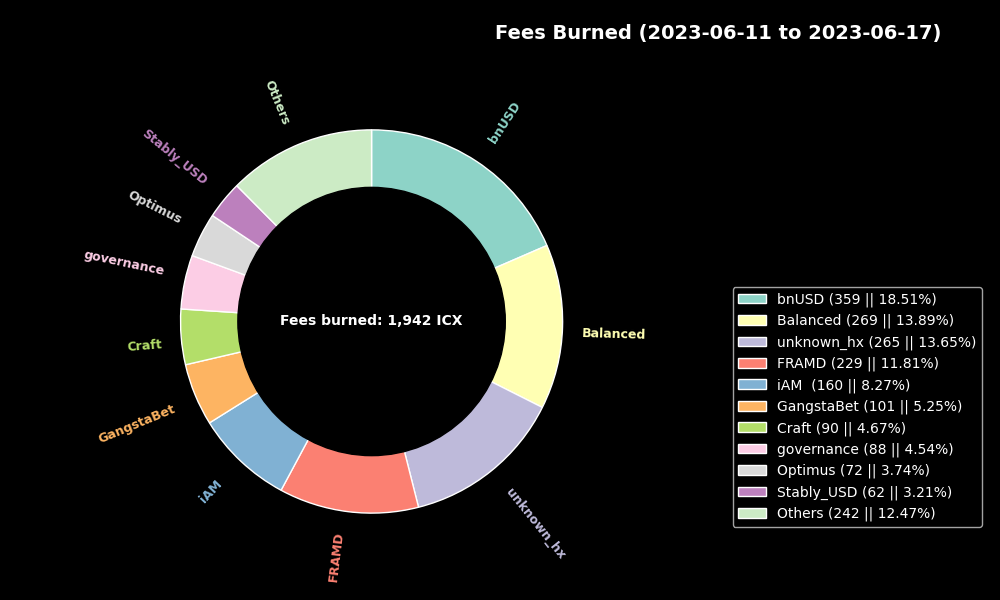 Fees Burned (2023-06-11 to 2023-06-17)
Others
bnUSD
Stably_USD
Optimus
governance
Fees burned: 1,942 ICX
Balanced
Craft
GangstaBet
iAM
unknown_hx
FRAMD
bnUSD (359 || 18.51%)
Balanced (269 || 13.89%)
unknown_hx (265 || 13.65%)
FRAMD (229 || 11.81%)
iAM  (160 || 8.27%)
GangstaBet (101 || 5.25%)
Craft (90 || 4.67%)
governance (88 || 4.54%)
Optimus (72 || 3.74%)
Stably_USD (62 || 3.21%)
Others (242 || 12.47%)